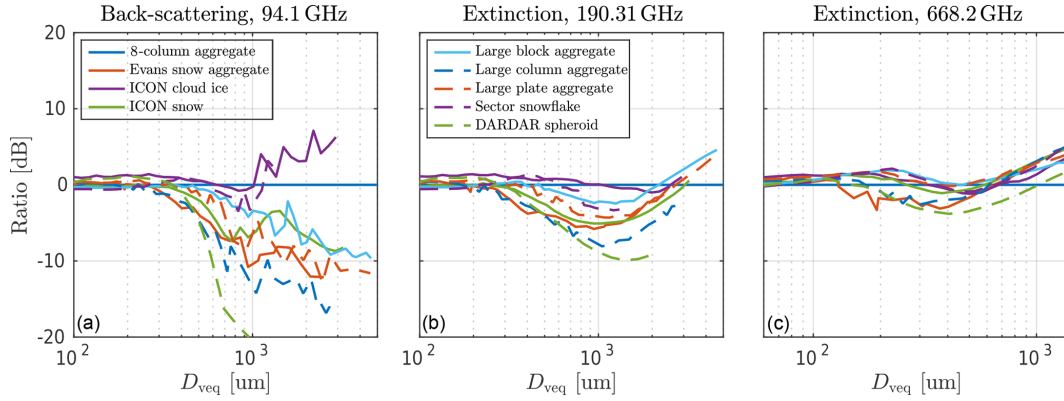 Back-scattering, 94.1 GHz
Extinction, 190.31 GHz
Extinction, 668.2 GHz
Ratio [dB]
20
10
0
-10
-20
8-column aggregate
Evans snow aggregate
ICON cloud ice
ICON snow
Large block aggregate
Large column aggregate
Large plate aggregate
Sector snowflake
DARDAR spheroid
(a)
(b)
(c)
10^2
10^3
10^2
10^3
10^2
10^3
D_veq [um]
D_veq [um]
D_veq [um]